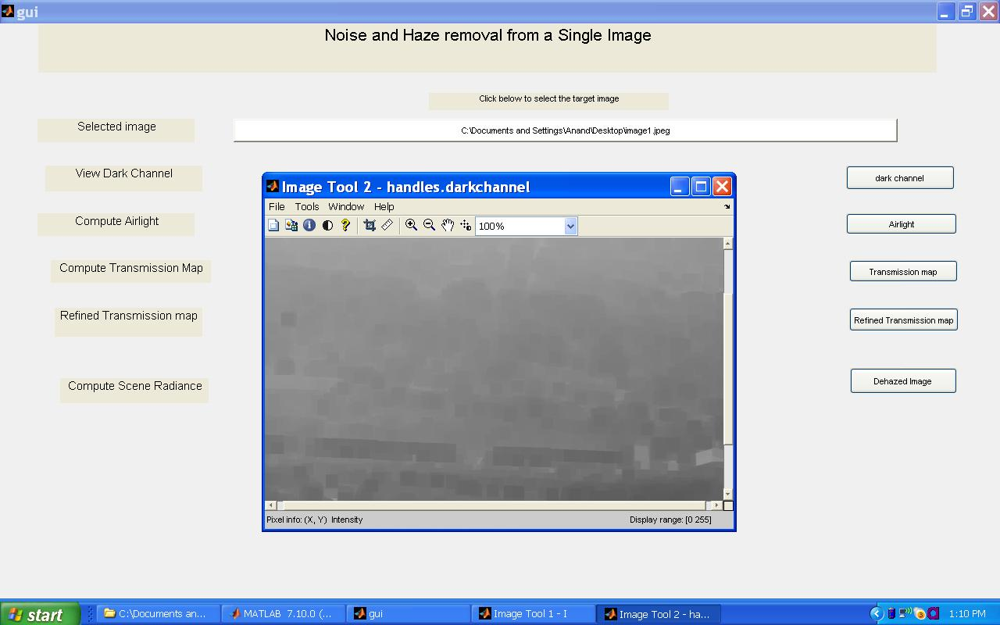 gui
Noise and Haze removal from a Single Image
Click below to select the target image
Selected image
C:\Documents and Settings\Anand\Desktop\image1.jpeg
View Dark Channel
dark channel
Image Tool 2 - handles.darkchannel
File Tools Window Help
100%
Compute Airlight
Airlight
Compute Transmission Map
Transmission map
Refined Transmission map
Refined Transmission map
Compute Scene Radiance
Dehazed Image
Pixel info: (X, Y) Intensity
Display range: [0 255]
start
C:\Documents an...
MATLAB 7.10.0 (...
gui
Image Tool 1 - I
Image Tool 2 - ha...
1:10 PM